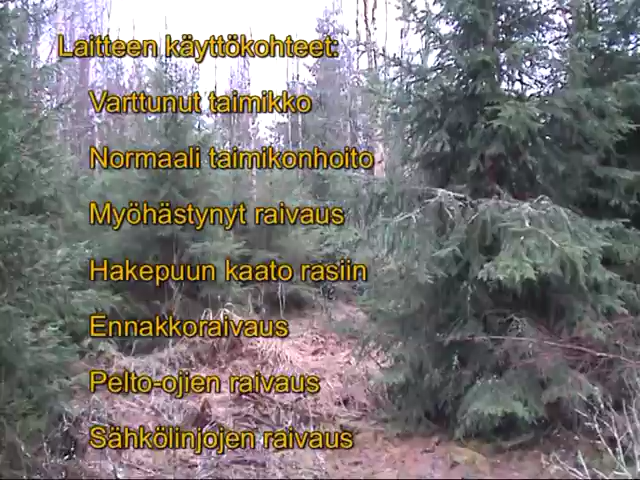 Laitteen käyttökohteet:
Varttunut taimikko
Normaali taimikonhoito
Myöhästynyt raivaus
Hakepuun kaato rasiin
Ennakkoraivaus
Pelto-ojien raivaus
Sähkölinjojen raivaus